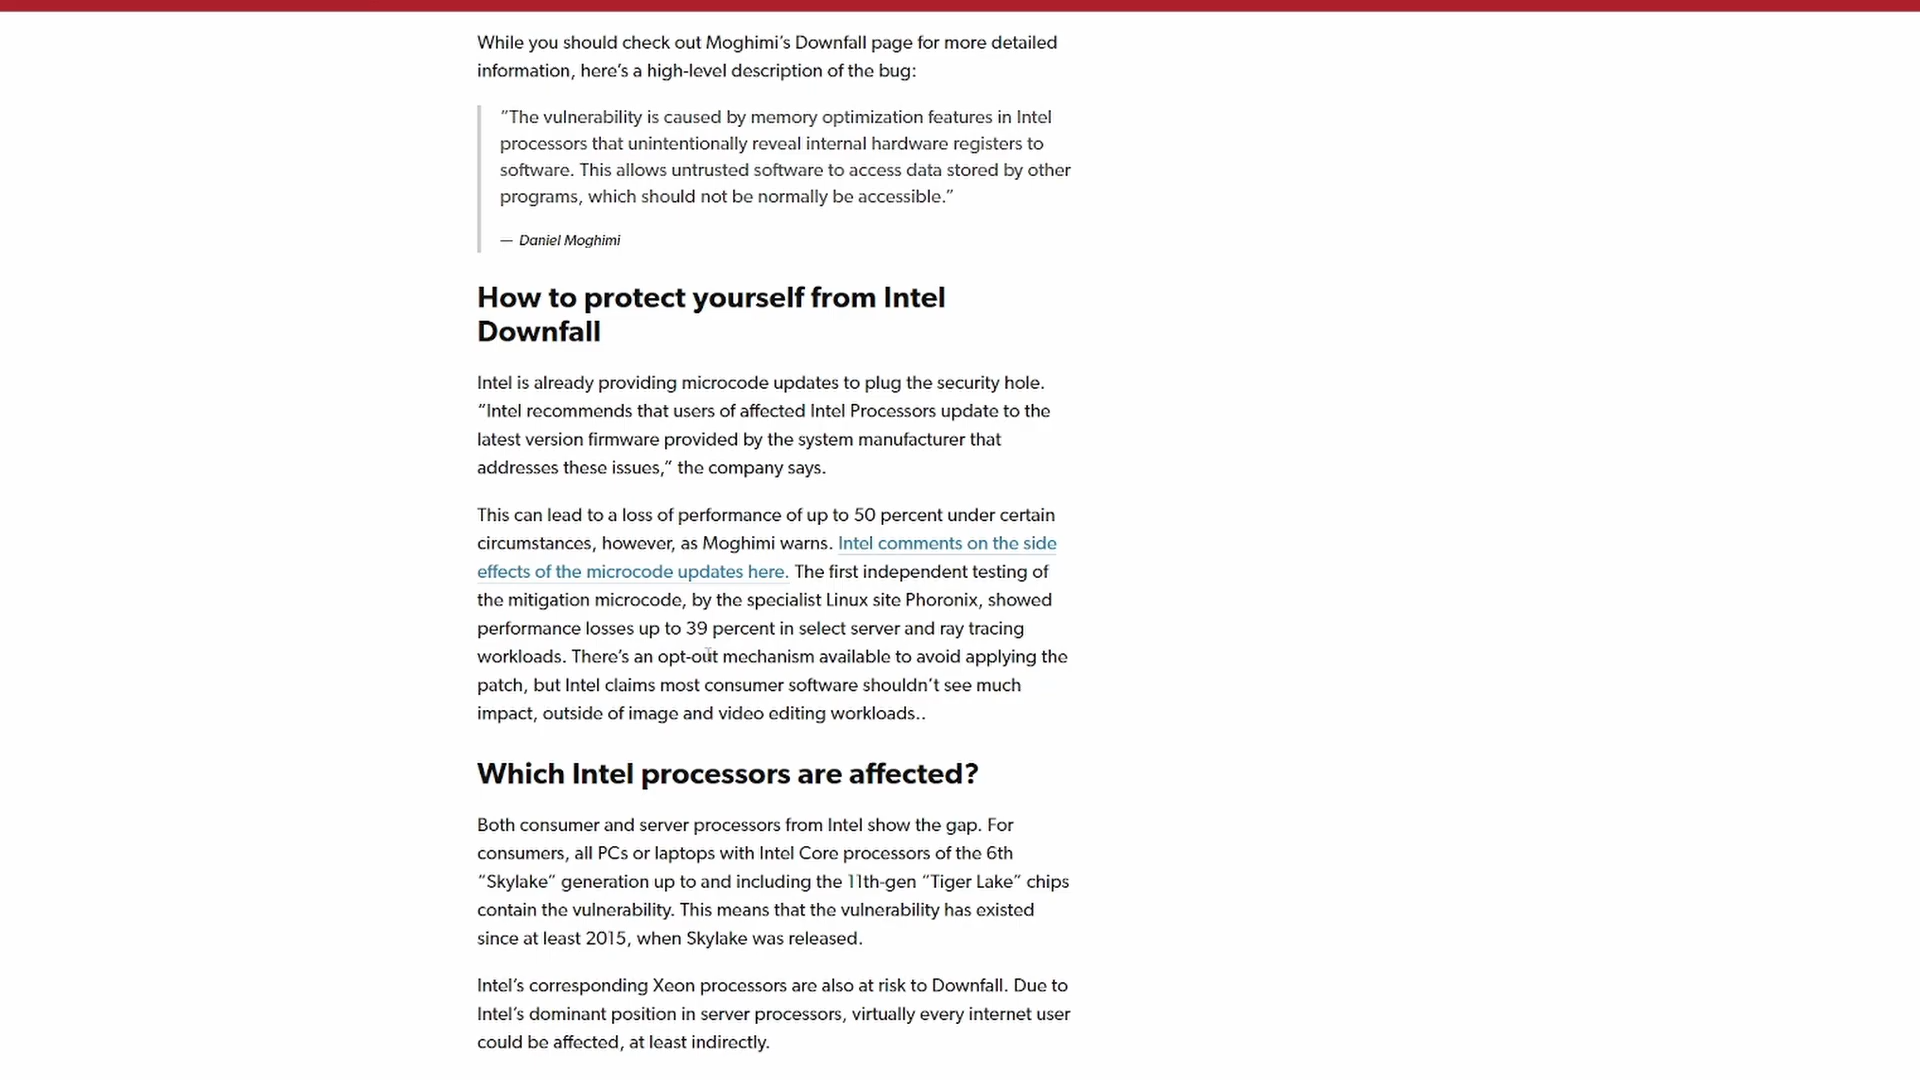 While you should check out Moghimi’s Downfall page for more detailed
information, here’s a high-level description of the bug:
“The vulnerability is caused by memory optimization features in Intel
processors that unintentionally reveal internal hardware registers to
software. This allows untrusted software to access data stored by other
programs, which should not be normally be accessible.”
— Daniel Moghimi
How to protect yourself from Intel
Downfall
Intel is already providing microcode updates to plug the security hole.
“Intel recommends that users of affected Intel Processors update to the
latest version firmware provided by the system manufacturer that
addresses these issues,” the company says.
This can lead to a loss of performance of up to 50 percent under certain
circumstances, however, as Moghimi warns. Intel comments on the side
effects of the microcode updates here. The first independent testing of
the mitigation microcode, by the specialist Linux site Phoronix, showed
performance losses up to 39 percent in select server and ray tracing
workloads. There’s an opt-out mechanism available to avoid applying the
patch, but Intel claims most consumer software shouldn’t see much
impact, outside of image and video editing workloads..
Which Intel processors are affected?
Both consumer and server processors from Intel show the gap. For
consumers, all PCs or laptops with Intel Core processors of the 6th
“Skylake” generation up to and including the 11th-gen “Tiger Lake” chips
contain the vulnerability. This means that the vulnerability has existed
since at least 2015, when Skylake was released.
Intel’s corresponding Xeon processors are also at risk to Downfall. Due to
Intel’s dominant position in server processors, virtually every internet user
could be affected, at least indirectly.